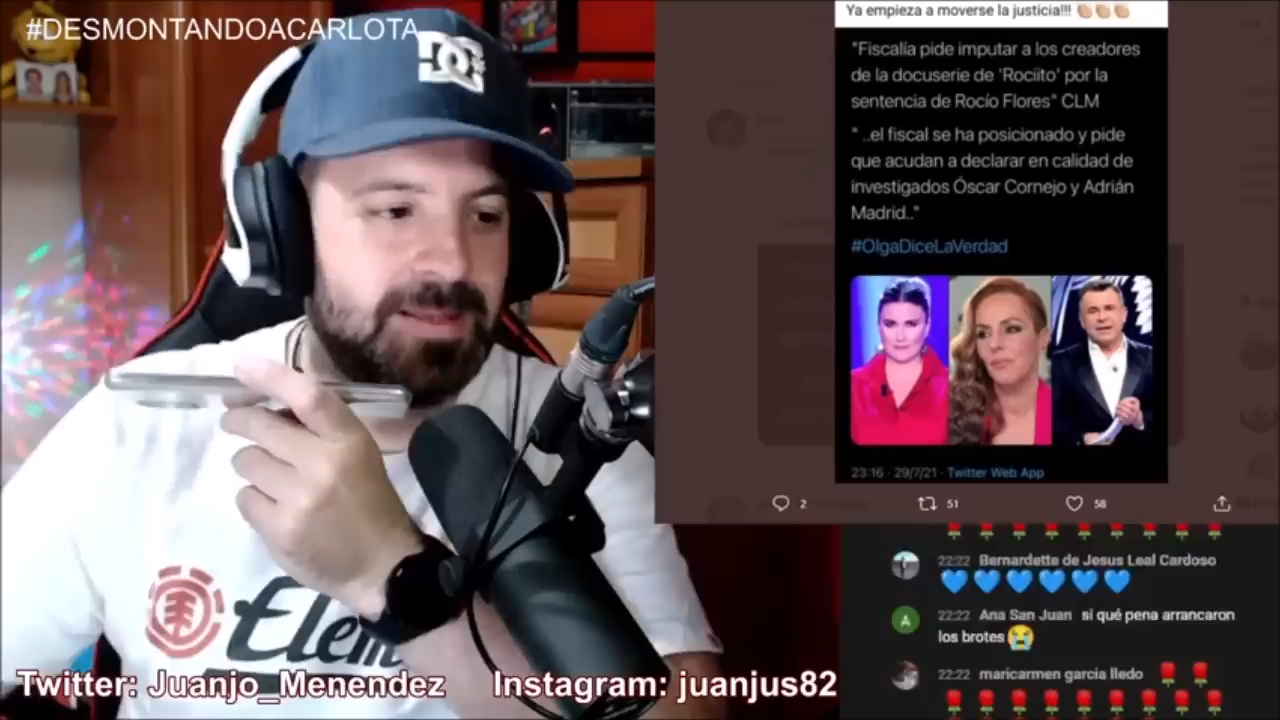 #DESMONTANDOACARLOTA
DC
Ya empieza a moverse la justicia!!! 👏🏼👏🏼👏🏼
"Fiscalía pide imputar a los creadores
de la docuserie de 'Rociito' por la
sentencia de Rocío Flores" CLM
" ..el fiscal se ha posicionado y pide
que acudan a declarar en calidad de
investigados Óscar Cornejo y Adrián
Madrid.."
#OlgaDiceLaVerdad
23:16 · 29/7/21 · Twitter Web App
2 51 58
🌹🌹🌹🌹🌹🌹🌹🌹🌹
22:22 Bernardette de Jesus Leal Cardoso
💙💙💙💙💙💙
A
22:22 Ana San Juan si qué pena arrancaron
los brotes😭
22:22 maricarmen garcia lledo 🌹🌹
🌹🌹🌹🌹🌹🌹🌹🌹🌹
Elem
Twitter: Juanjo_Menendez Instagram: juanjus82